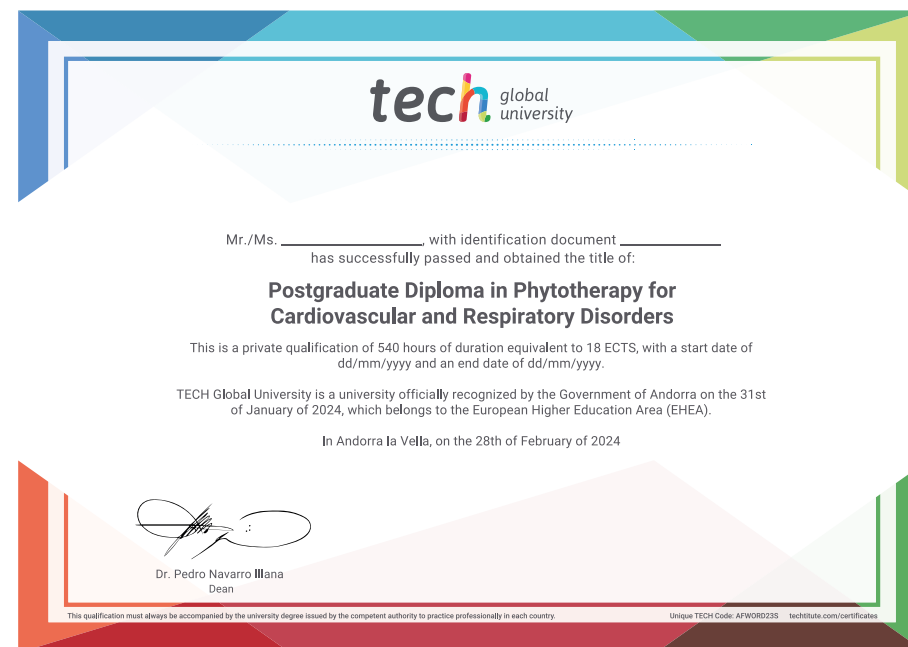 tech global university
Mr./Ms. ____________, with identification document ____________
has successfully passed and obtained the title of:
Postgraduate Diploma in Phytotherapy for
Cardiovascular and Respiratory Disorders
This is a private qualification of 540 hours of duration equivalent to 18 ECTS, with a start date of
dd/mm/yyyy and an end date of dd/mm/yyyy.
TECH Global University is a university officially recognized by the Government of Andorra on the 31st
of January of 2024, which belongs to the European Higher Education Area (EHEA).
In Andorra la Vella, on the 28th of February of 2024
Dr. Pedro Navarro Illana
Dean
This qualification must always be accompanied by the university degree issued by the competent authority to practice professionally in each country. Unique TECH Code: AFWORD23S techtitute.com/certificates